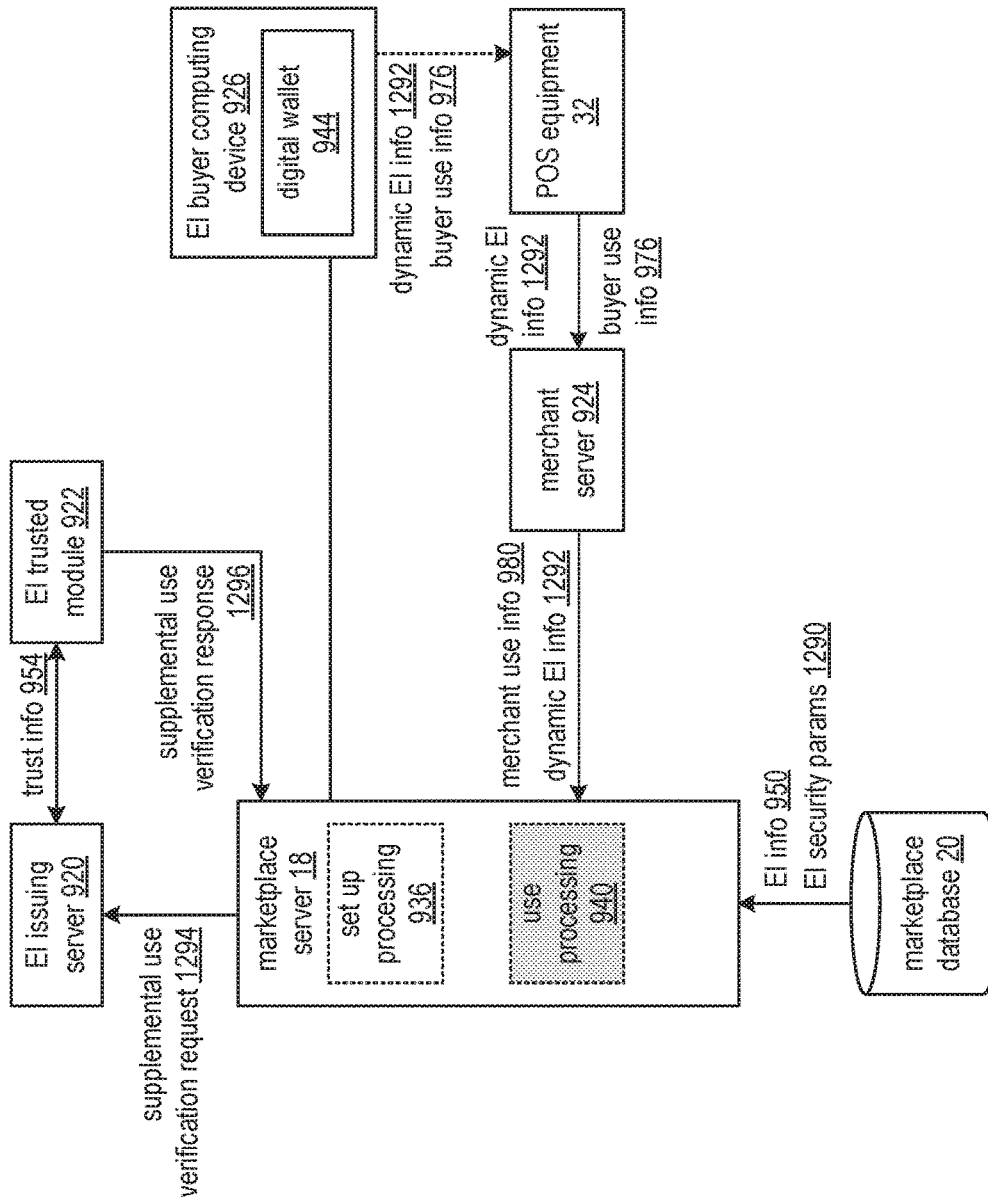 EI issuing
server 920
trust info 954
EI trusted
module 922
supplemental use
verification request 1294
supplemental use
verification response
1296
marketplace
server 18
set up
processing
936
use
processing
940
EI buyer computing
device 926
digital wallet
944
dynamic EI info 1292
buyer use info 976
POS equipment
32
dynamic EI
info 1292
buyer use
info 976
merchant
server 924
merchant use info 980
dynamic EI info 1292
EI info 950
EI security params 1290
marketplace
database 20